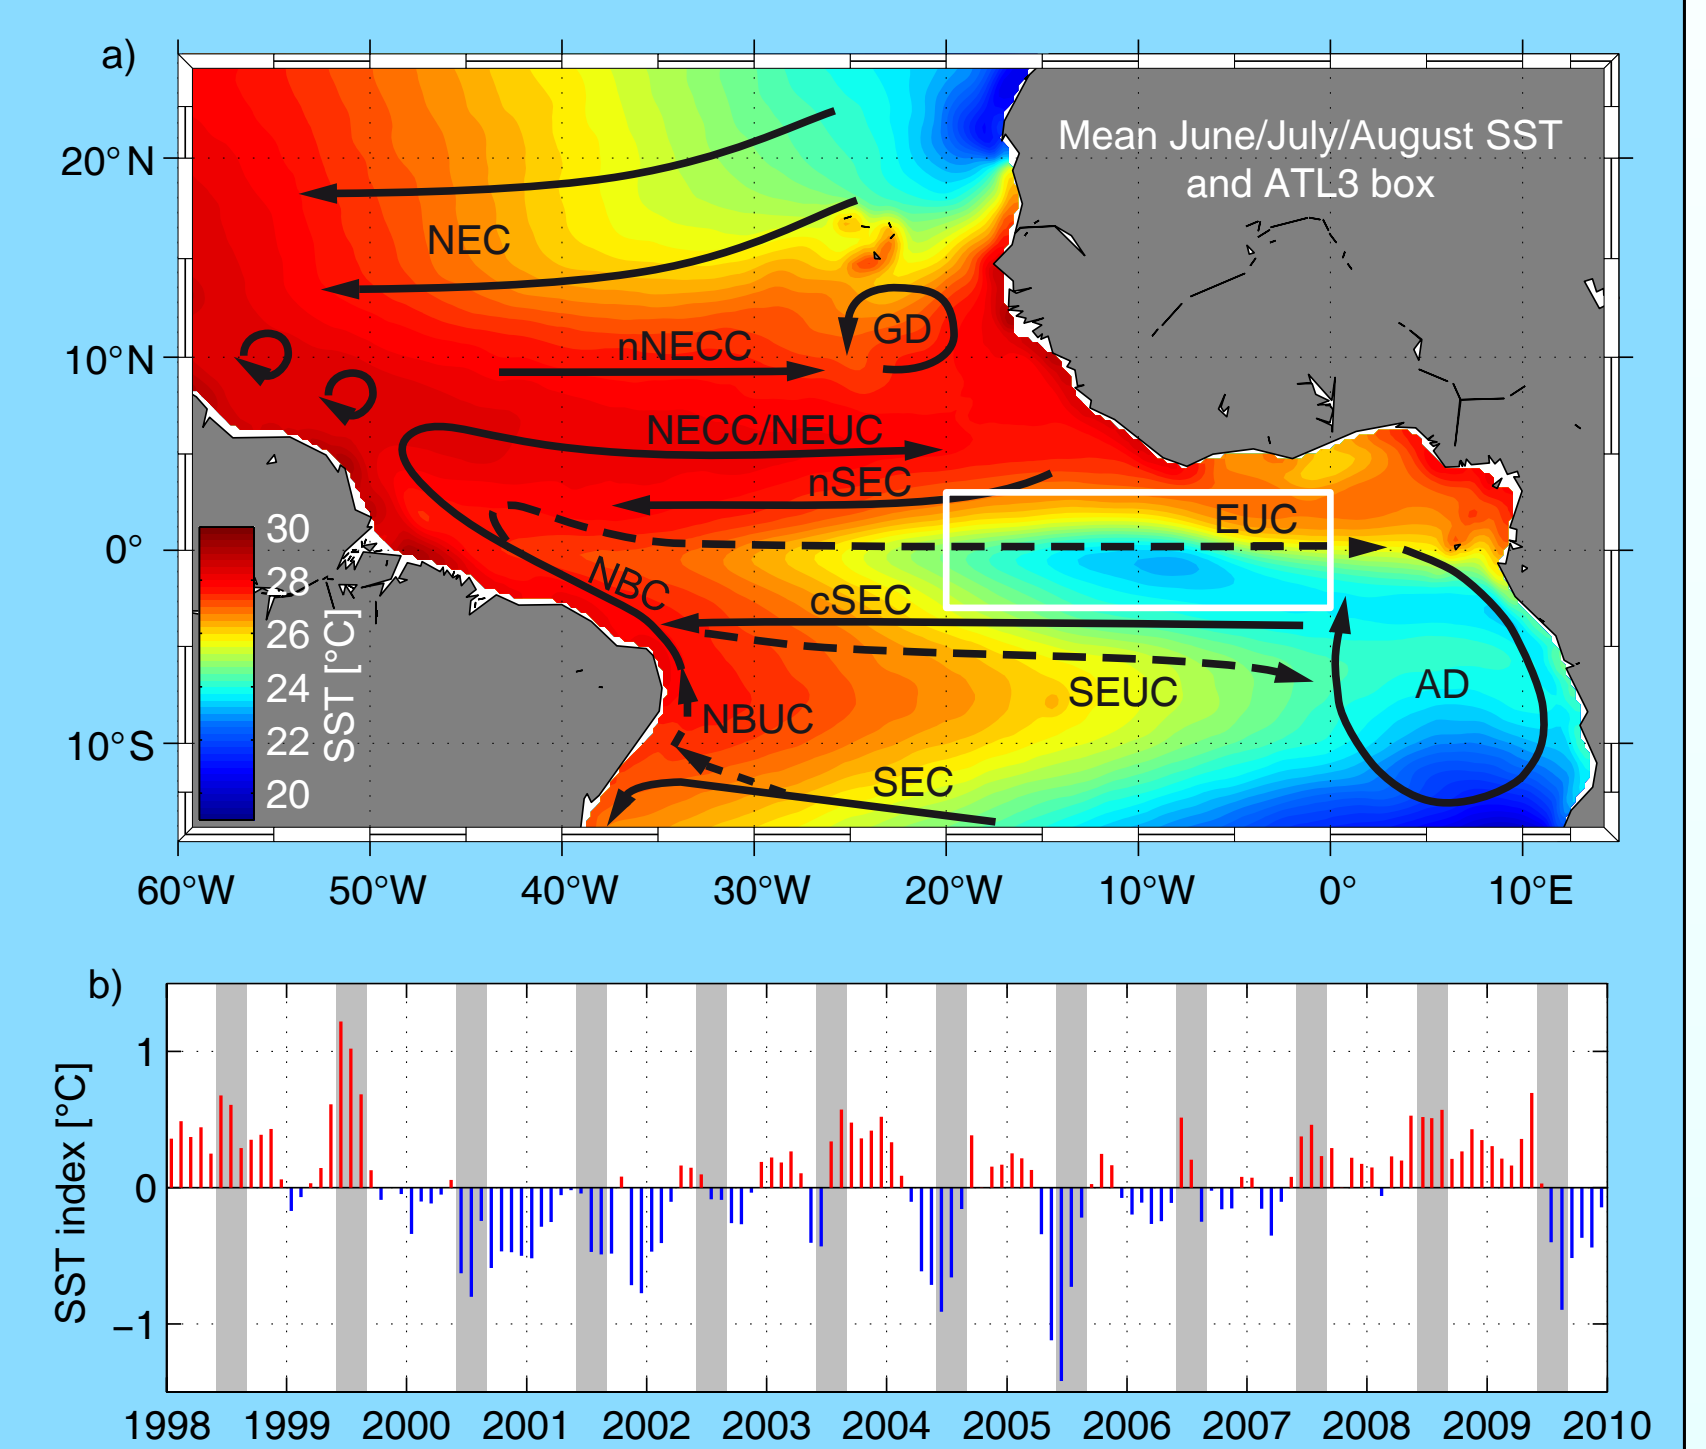 a)
Mean June/July/August SST
and ATL3 box
20°N
NEC
GD
nNECC
10°N
NECC/NEUC
nSEC
EUC
0°
NBC
cSEC
SEUC
AD
NBUC
10°S
SEC
30
28
26
24
22
20
SST [°C]
60°W 50°W 40°W 30°W 20°W 10°W 0° 10°E
b)
1
0
−1
SST index [°C]
1998 1999 2000 2001 2002 2003 2004 2005 2006 2007 2008 2009 2010